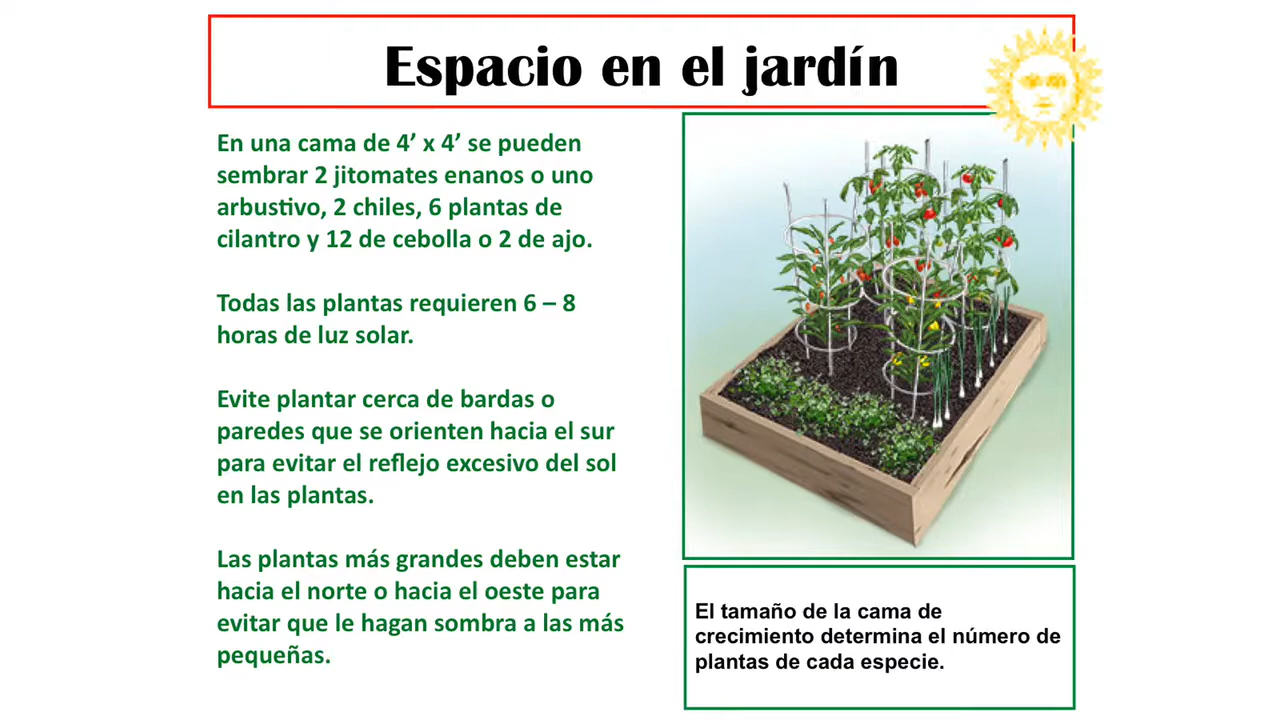 Espacio en el jardín
En una cama de 4’ x 4’ se pueden
sembrar 2 jitomates enanos o uno
arbustivo, 2 chiles, 6 plantas de
cilantro y 12 de cebolla o 2 de ajo.
Todas las plantas requieren 6 – 8
horas de luz solar.
Evite plantar cerca de bardas o
paredes que se orienten hacia el sur
para evitar el reflejo excesivo del sol
en las plantas.
Las plantas más grandes deben estar
hacia el norte o hacia el oeste para
evitar que le hagan sombra a las más
pequeñas.
El tamaño de la cama de
crecimiento determina el número de
plantas de cada especie.